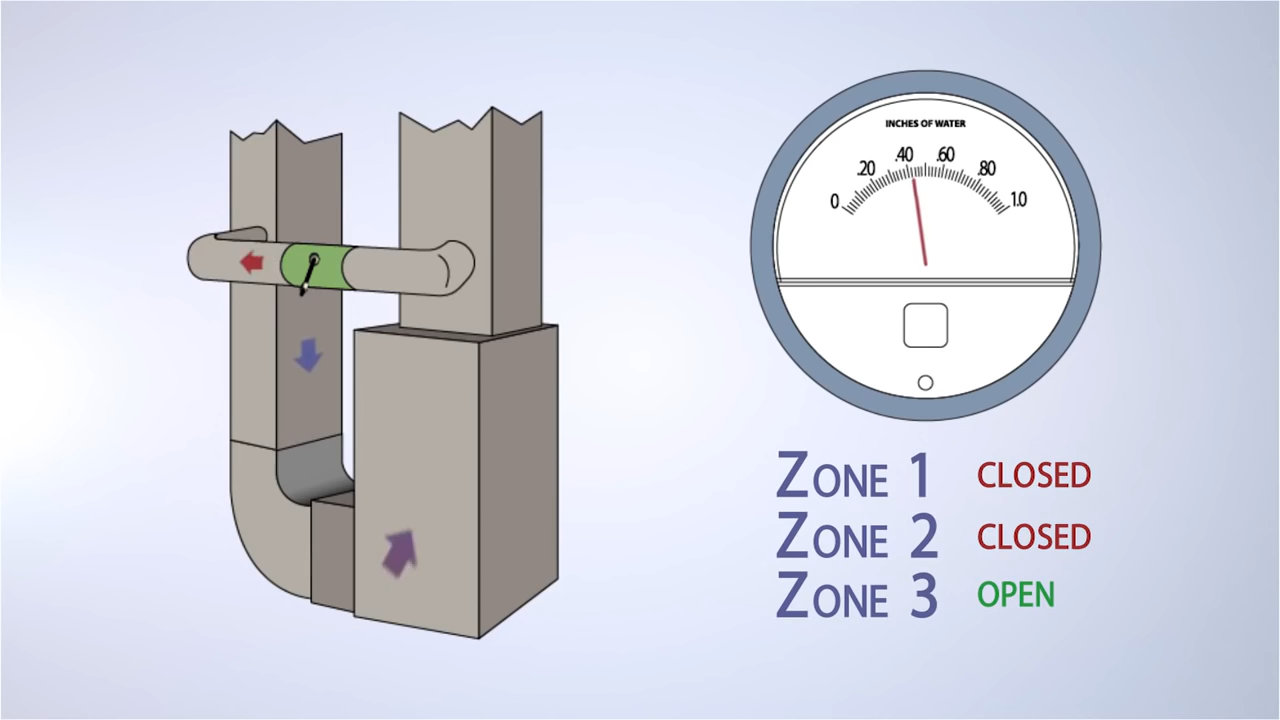 INCHES OF WATER
0 .20 .40 .60 .80 1.0
ZONE 1 CLOSED
ZONE 2 CLOSED
ZONE 3 OPEN